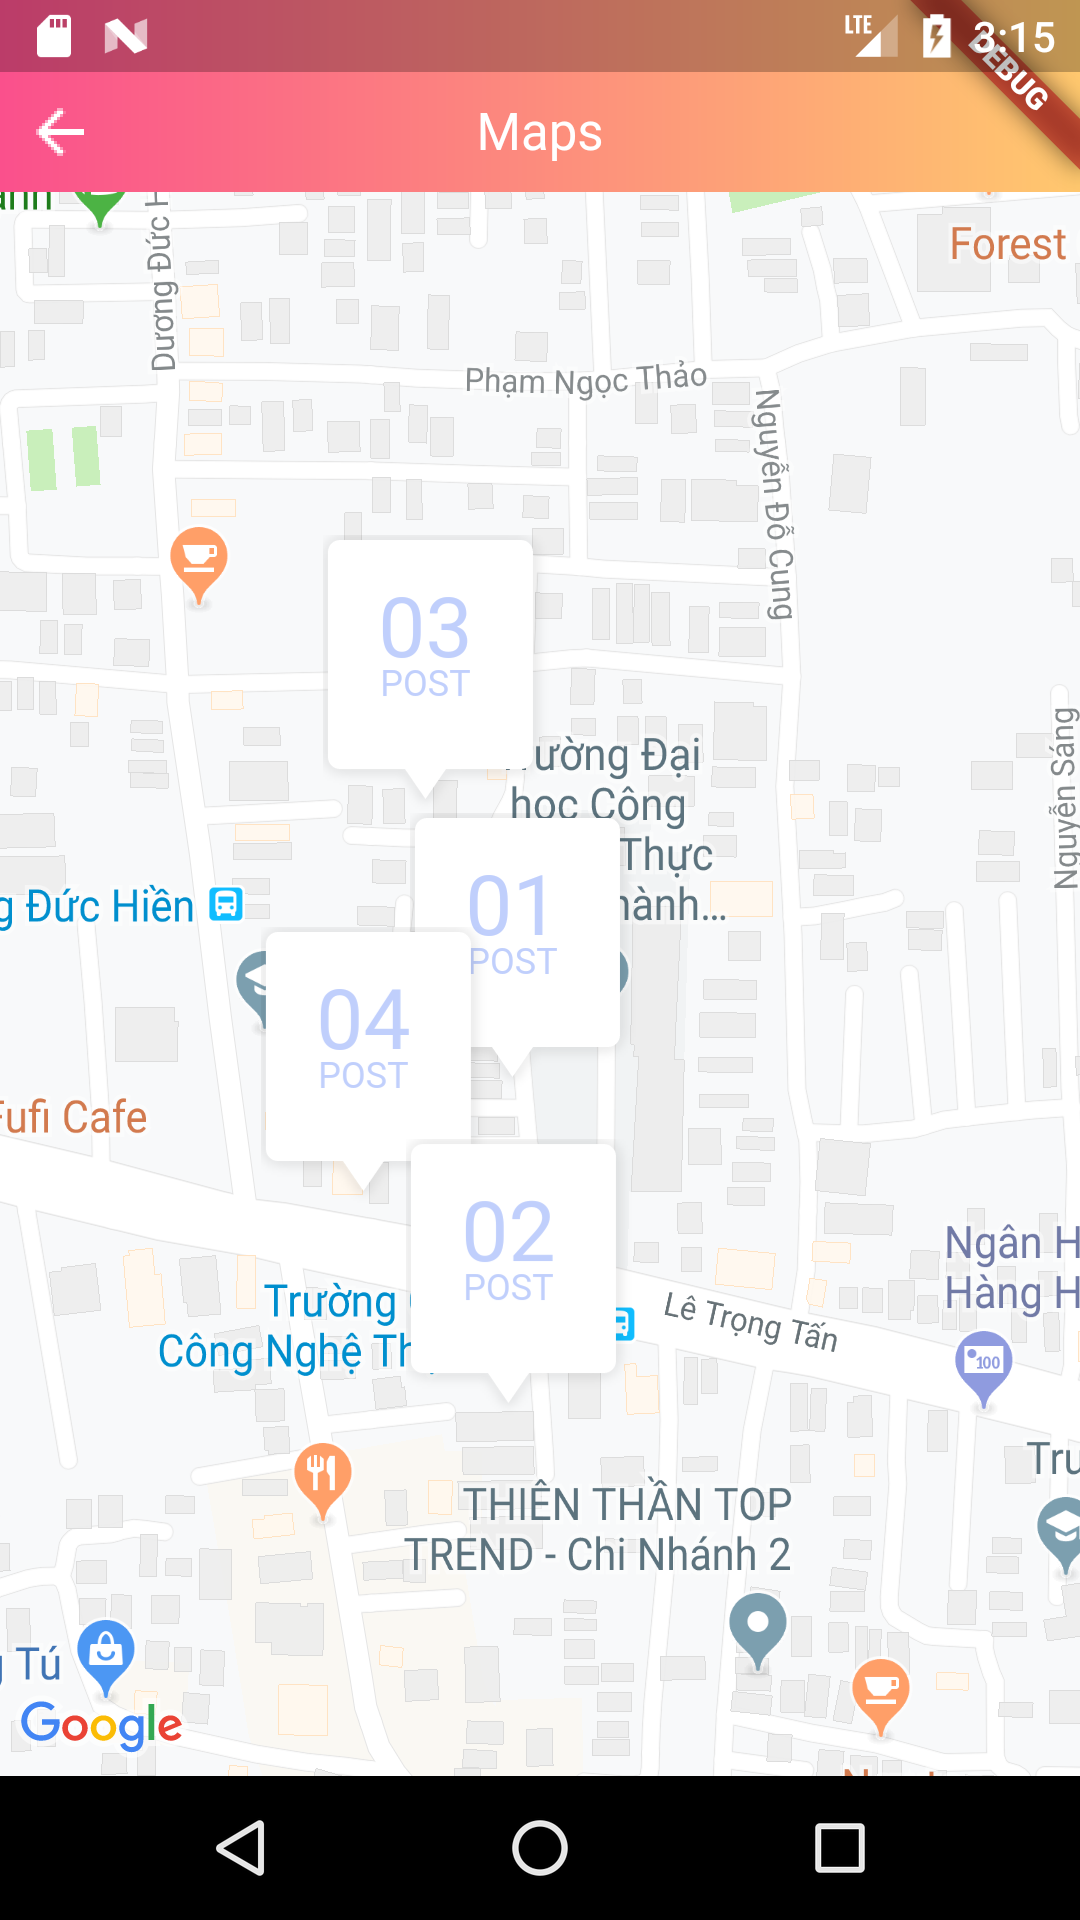 LTE
3:15
DEBUG
Maps
Dương Đức H
Forest
Phạm Ngọc Thảo
Nguyễn Đỗ Cung
03
POST
Nguyễn Sáng
ường Đại
học Công
Thực
hành...
01
POST
g Đức Hiền
04
POST
Fufi Cafe
02
POST
Ngân H
Hàng H
Trường
Công Nghệ Th
Lê Trọng Tấn
100
Tru
THIÊN THẦN TOP
TREND - Chi Nhánh 2
g Tú
Google